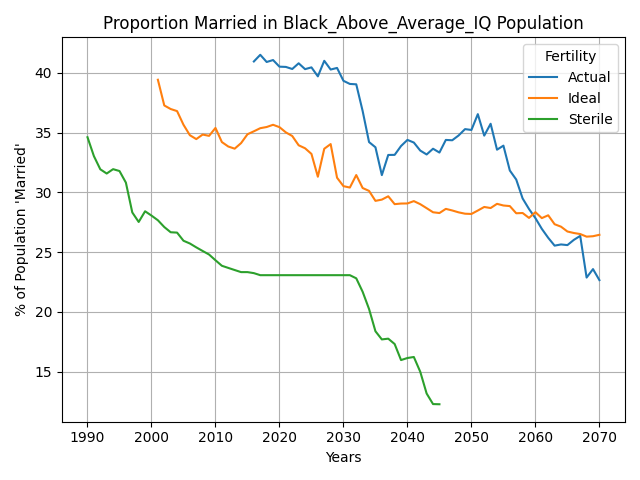 Proportion Married in Black_Above_Average_IQ Population
% of Population 'Married'
40
35
30
25
20
15
Fertility
Actual
Ideal
Sterile
1990 2000 2010 2020 2030 2040 2050 2060 2070
Years